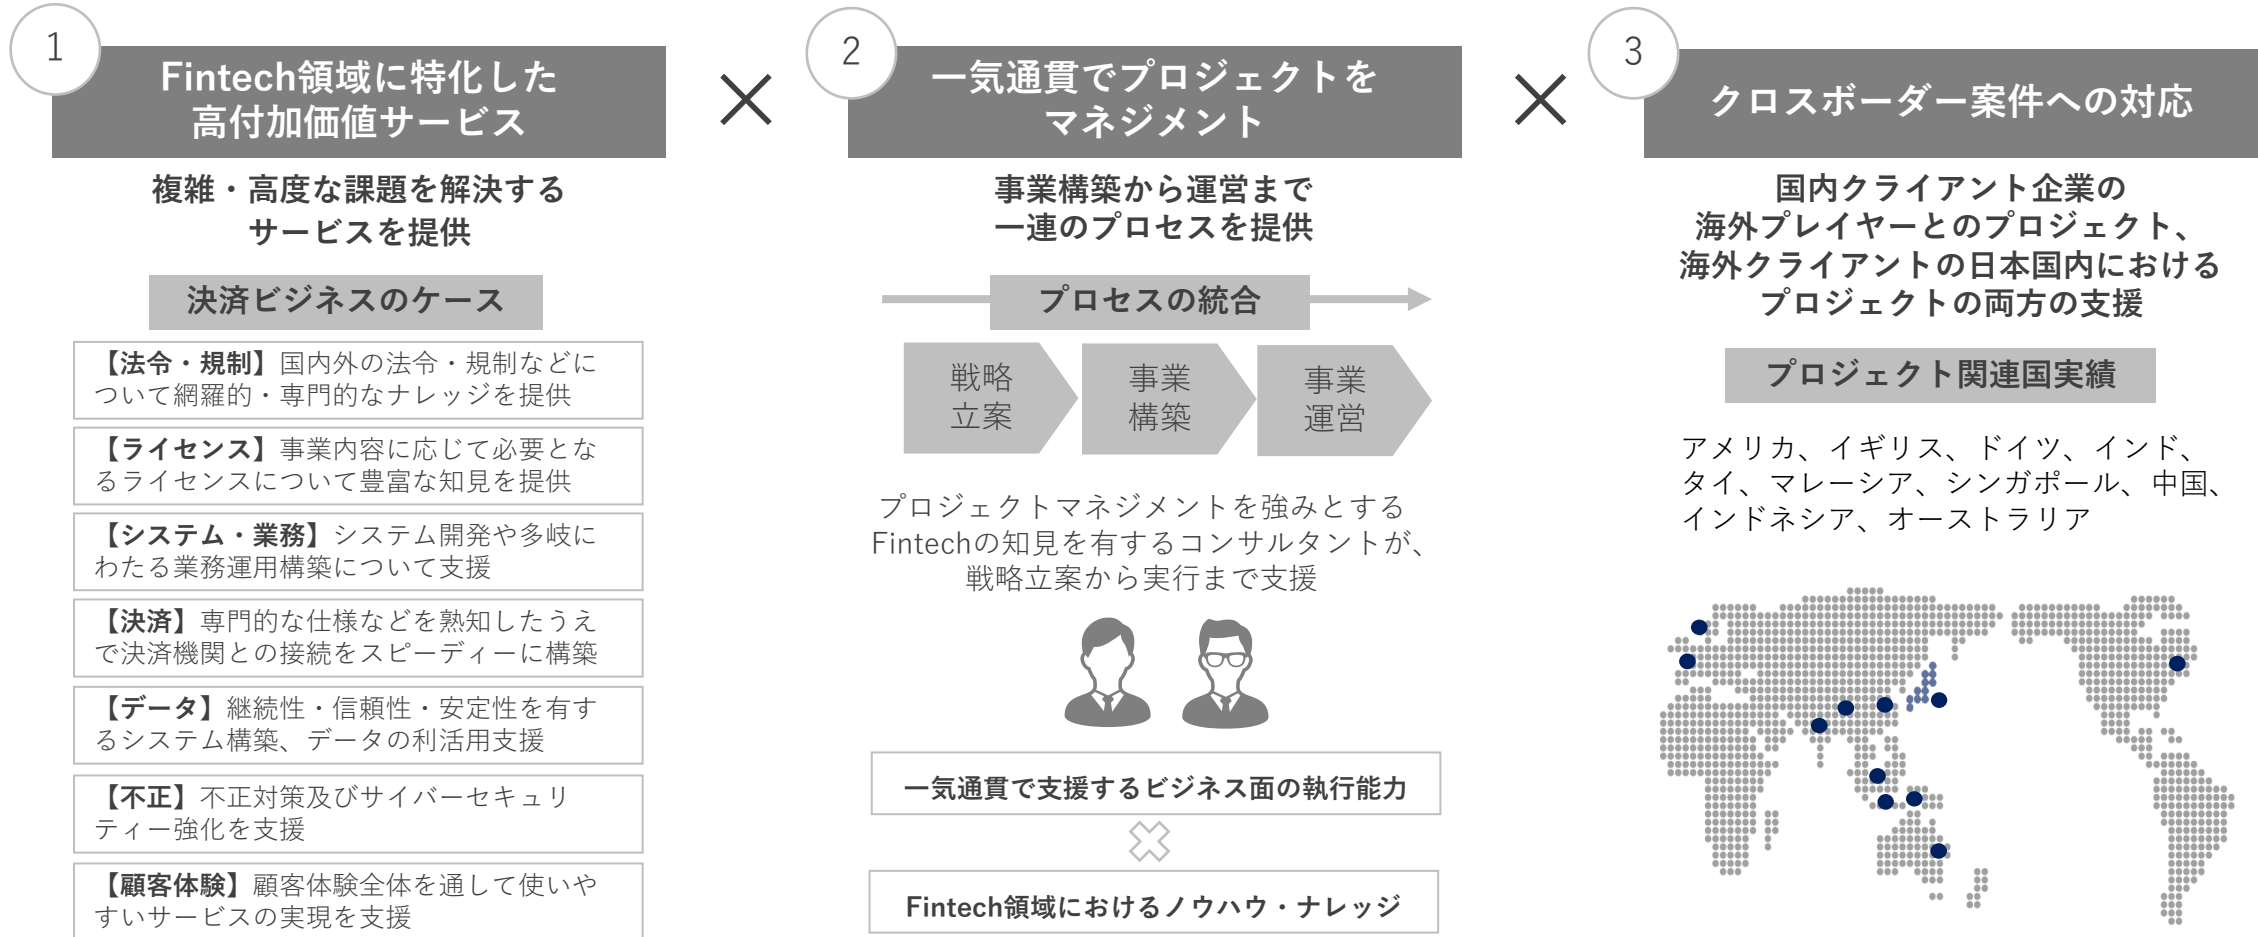 1
Fintech領域に特化した
高付加価値サービス
複雑・高度な課題を解決する
サービスを提供
決済ビジネスのケース
【法令・規制】国内外の法令・規制などに
ついて網羅的・専門的なナレッジを提供
【ライセンス】事業内容に応じて必要とな
るライセンスについて豊富な知見を提供
【システム・業務】システム開発や多岐に
わたる業務運用構築について支援
【決済】専門的な仕様などを熟知したうえ
で決済機関との接続をスピーディーに構築
【データ】継続性・信頼性・安定性を有す
るシステム構築、データの利活用支援
【不正】不正対策及びサイバーセキュリ
ティー強化を支援
【顧客体験】顧客体験全体を通して使いや
すいサービスの実現を支援
×
2
一気通貫でプロジェクトを
マネジメント
事業構築から運営まで
一連のプロセスを提供
プロセスの統合
戦略
立案
事業
構築
事業
運営
プロジェクトマネジメントを強みとする
Fintechの知見を有するコンサルタントが、
戦略立案から実行まで支援
一気通貫で支援するビジネス面の執行能力
Fintech領域におけるノウハウ・ナレッジ
×
3
クロスボーダー案件への対応
国内クライアント企業の
海外プレイヤーとのプロジェクト、
海外クライアントの日本国内における
プロジェクトの両方の支援
プロジェクト関連国実績
アメリカ、イギリス、ドイツ、インド、
タイ、マレーシア、シンガポール、中国、
インドネシア、オーストラリア